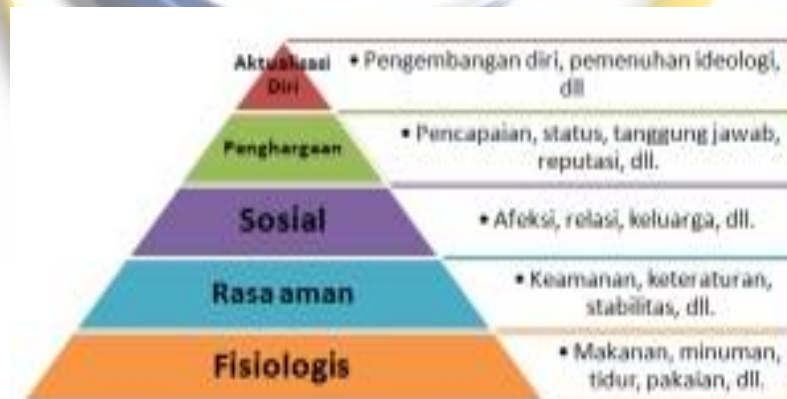 Aktualisasi
Diri
• Pengembangan diri, pemenuhan ideologi,
dll
Penghargaan
• Pencapaian, status, tanggung jawab,
reputasi, dll.
Sosial
• Afeksi, relasi, keluarga, dll.
Rasa aman
• Keamanan, keteraturan,
stabilitas, dll.
Fisiologis
• Makanan, minuman,
tidur, pakaian, dll.